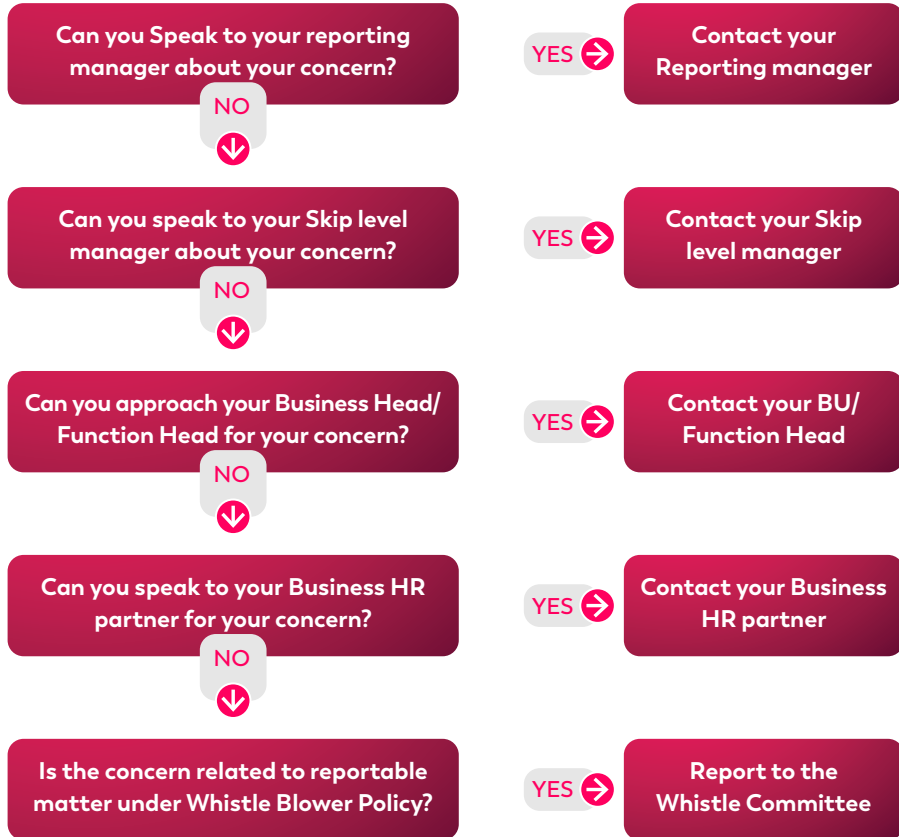 Can you Speak to your reporting
manager about your concern?
YES
Contact your
Reporting manager
NO
Can you speak to your Skip level
manager about your concern?
YES
Contact your Skip
level manager
NO
Can you approach your Business Head/
Function Head for your concern?
YES
Contact your BU/
Function Head
NO
Can you speak to your Business HR
partner for your concern?
YES
Contact your Business
HR partner
NO
Is the concern related to reportable
matter under Whistle Blower Policy?
YES
Report to the
Whistle Committee